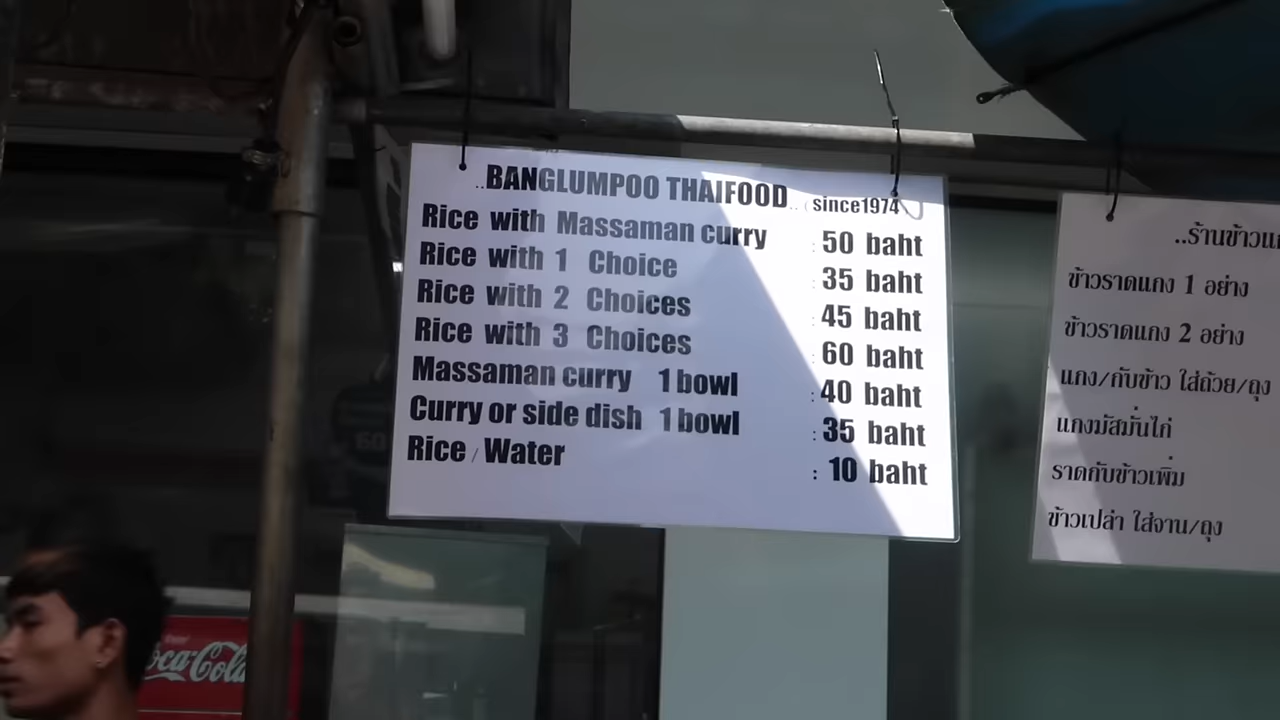 ..BANGLUMPOO THAIFOOD.. (since1974
Rice with Massaman curry : 50 baht
Rice with 1 Choice : 35 baht
Rice with 2 Choices : 45 baht
Rice with 3 Choices : 60 baht
Massaman curry 1 bowl : 40 baht
Curry or side dish 1 bowl : 35 baht
Rice / Water : 10 baht
..ร้านข้าวแ
ข้าวราดแกง 1 อย่าง
ข้าวราดแกง 2 อย่าง
แกง/กับข้าว ใส่ถ้วย/ถุง
แกงมัสมั่นไก่
ราดกับข้าวเพิ่ม
ข้าวเปล่า ใส่จาน/ถุง
Coca-Cola